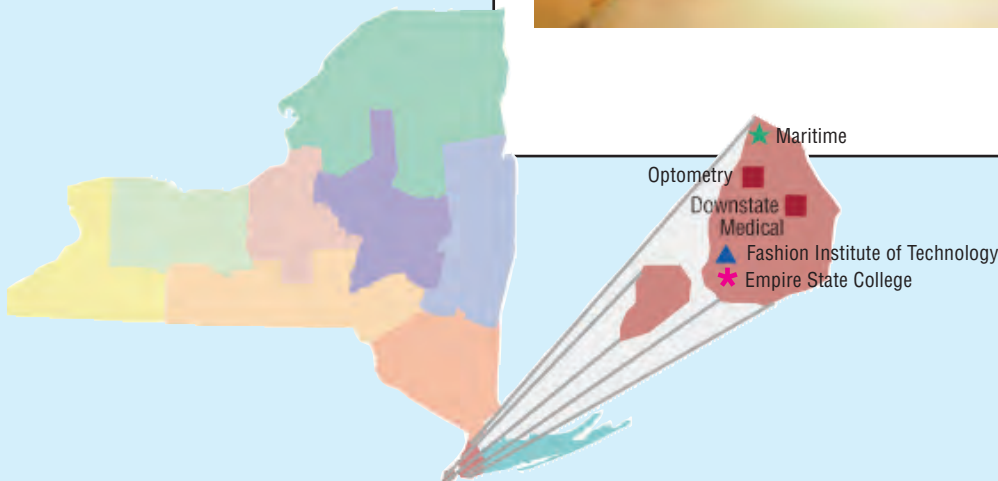 Maritime
Optometry
Downstate
Medical
Fashion Institute of Technology
Empire State College